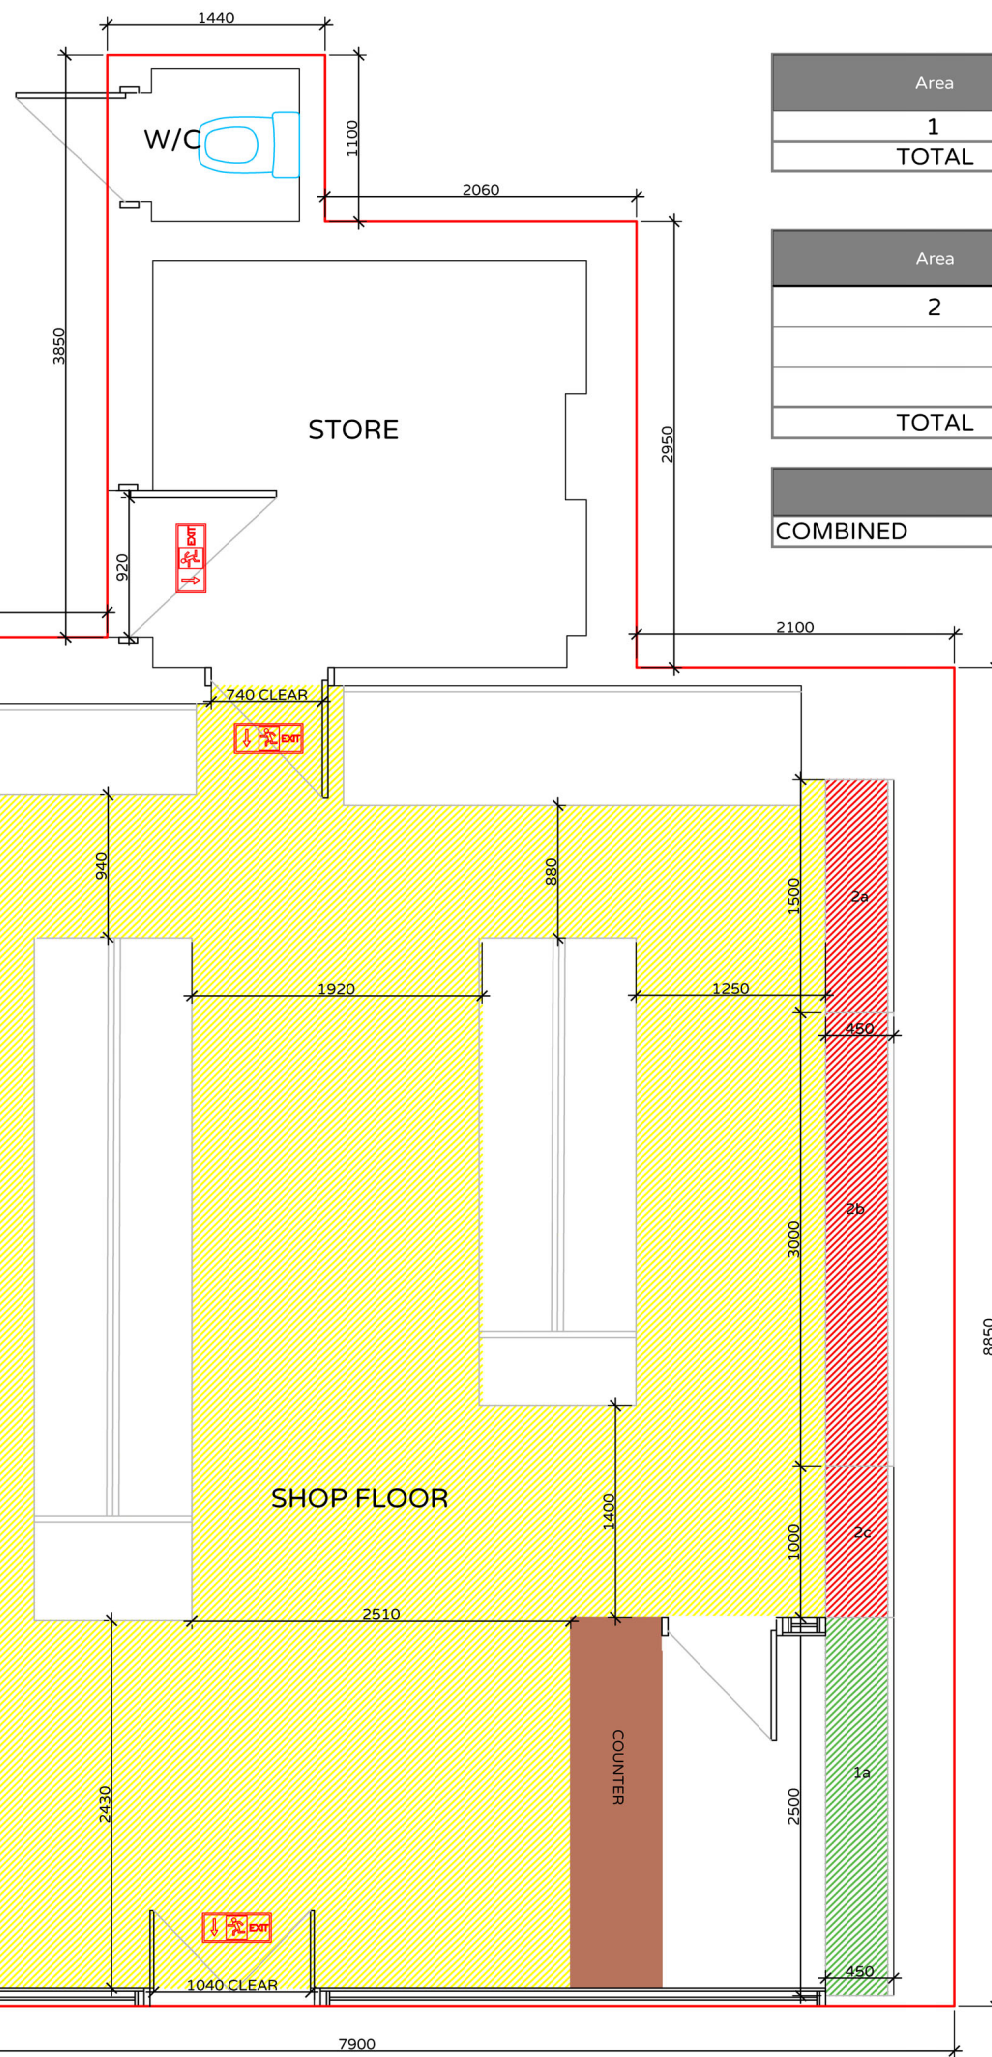 1440
Area
1
TOTAL
W/C
1100
2060
Area
2
TOTAL
3850
STORE
2950
COMBINED
EXIT
920
2100
740 CLEAR
EXIT
940
880
1500
2a
1920
1250
450
2b
3000
8850
SHOP FLOOR
1400
1000
2c
2510
COUNTER
1a
2430
2500
EXIT
450
1040 CLEAR
7900